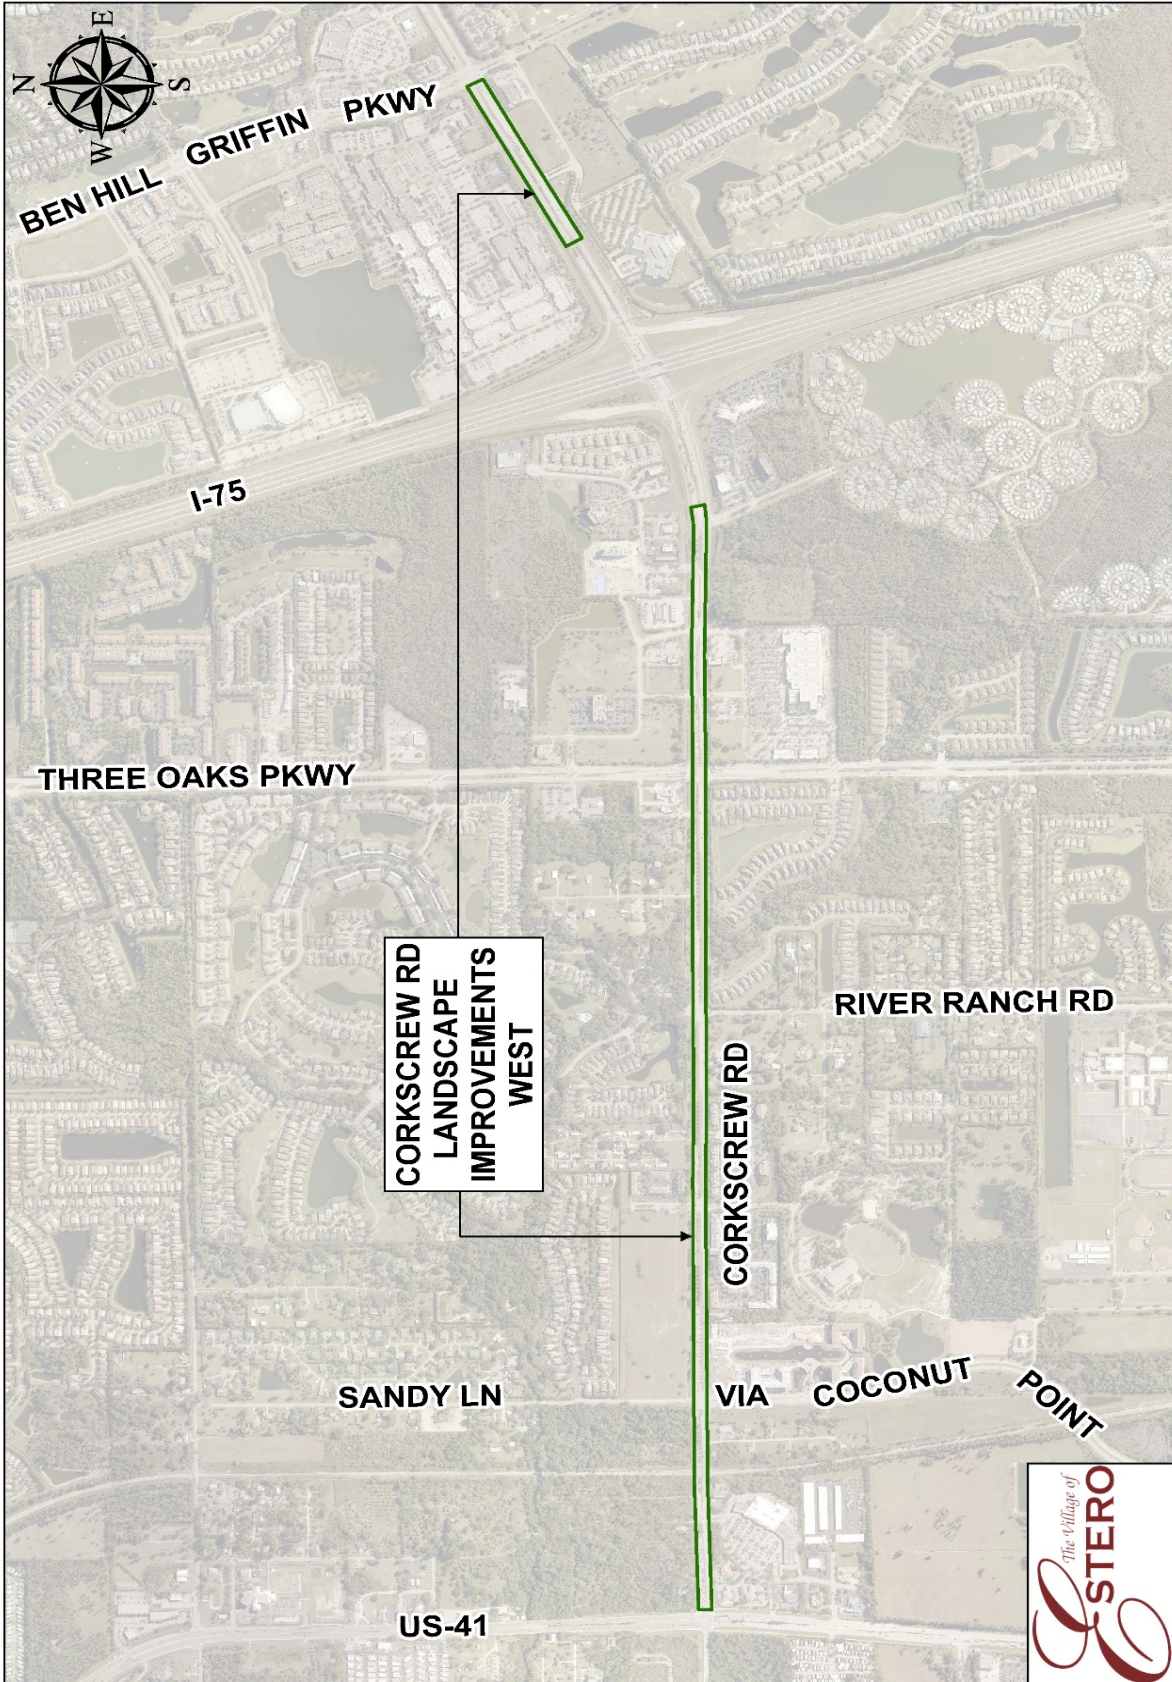 N
E
S
W
BEN HILL GRIFFIN PKWY
I-75
THREE OAKS PKWY
CORKSCREW RD
LANDSCAPE
IMPROVEMENTS
WEST
RIVER RANCH RD
CORKSCREW RD
SANDY LN
VIA COCONUT POINT
US-41
The Village of
ESTERO